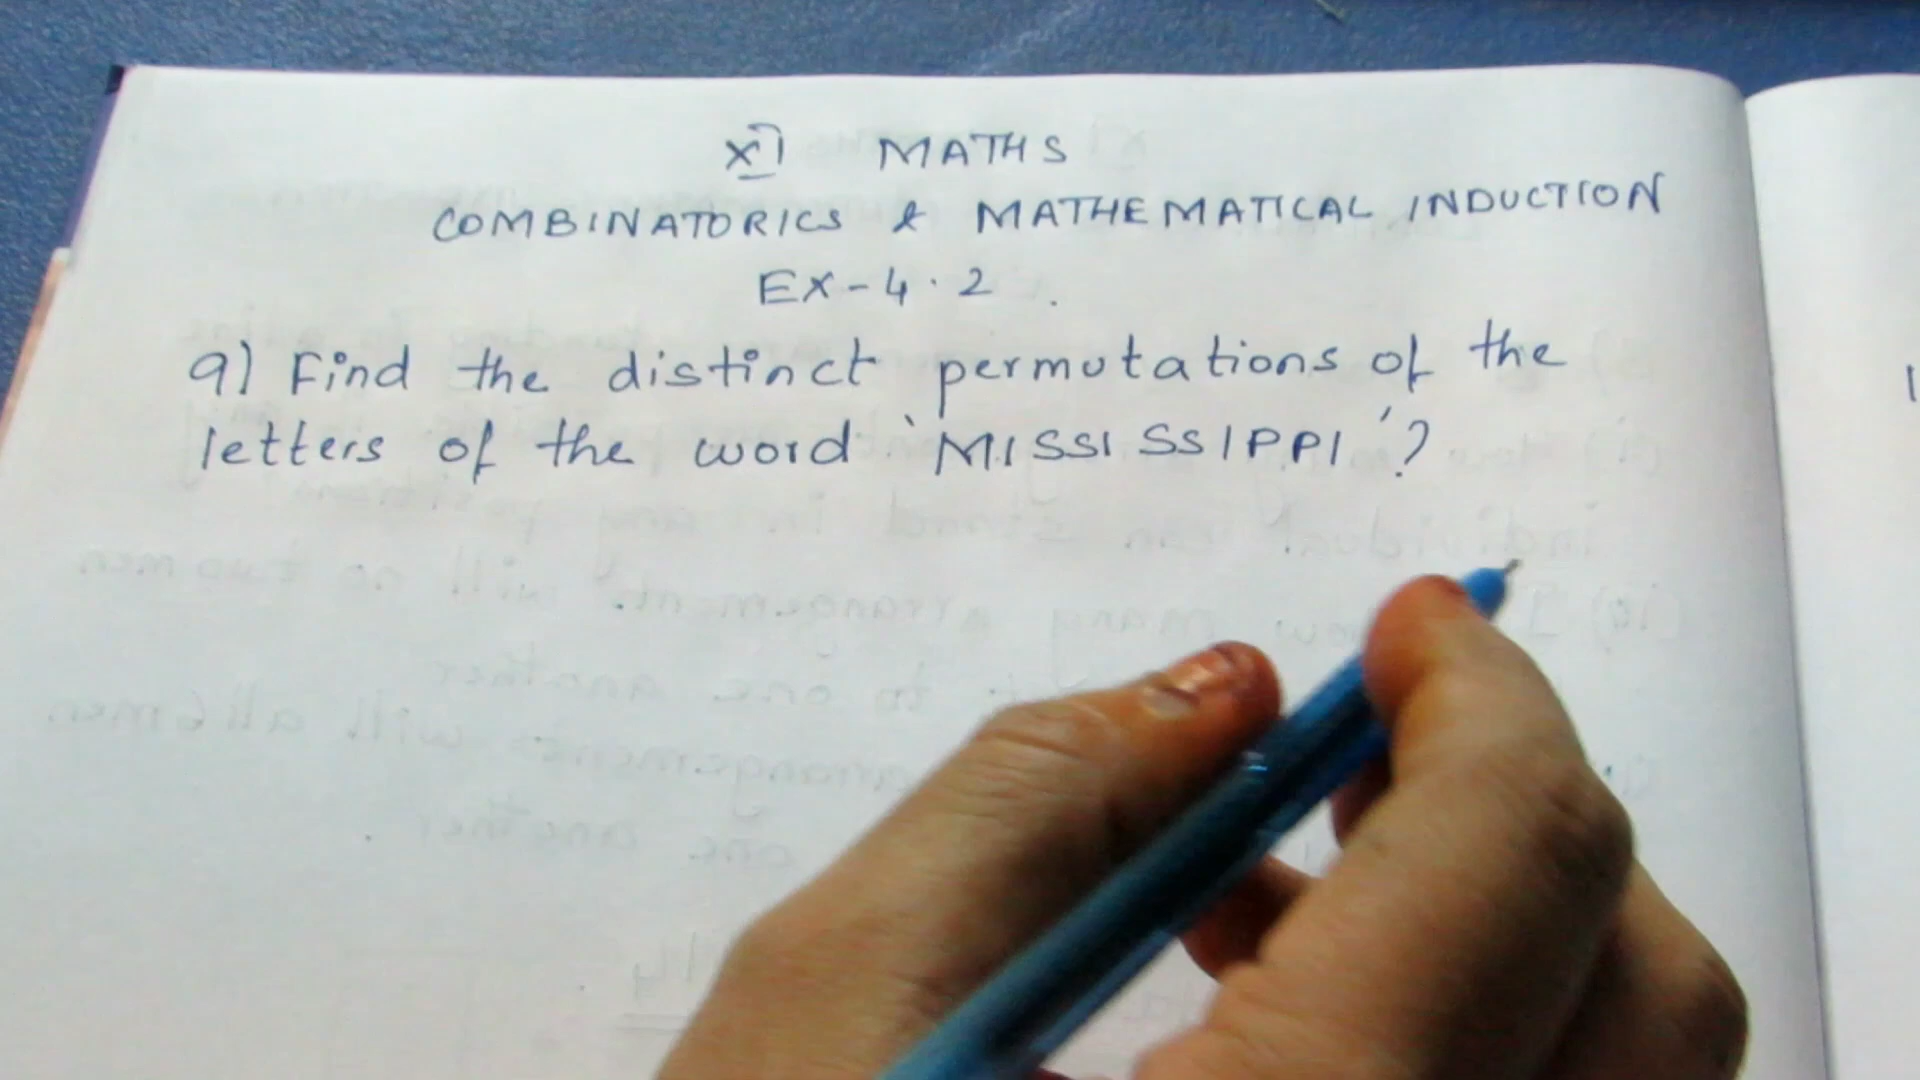 XI MATHS
COMBINATORICS & MATHEMATICAL INDUCTION
EX-4.2
9) Find the distinct permutations of the
letters of the word 'MISSISSIPPI'?